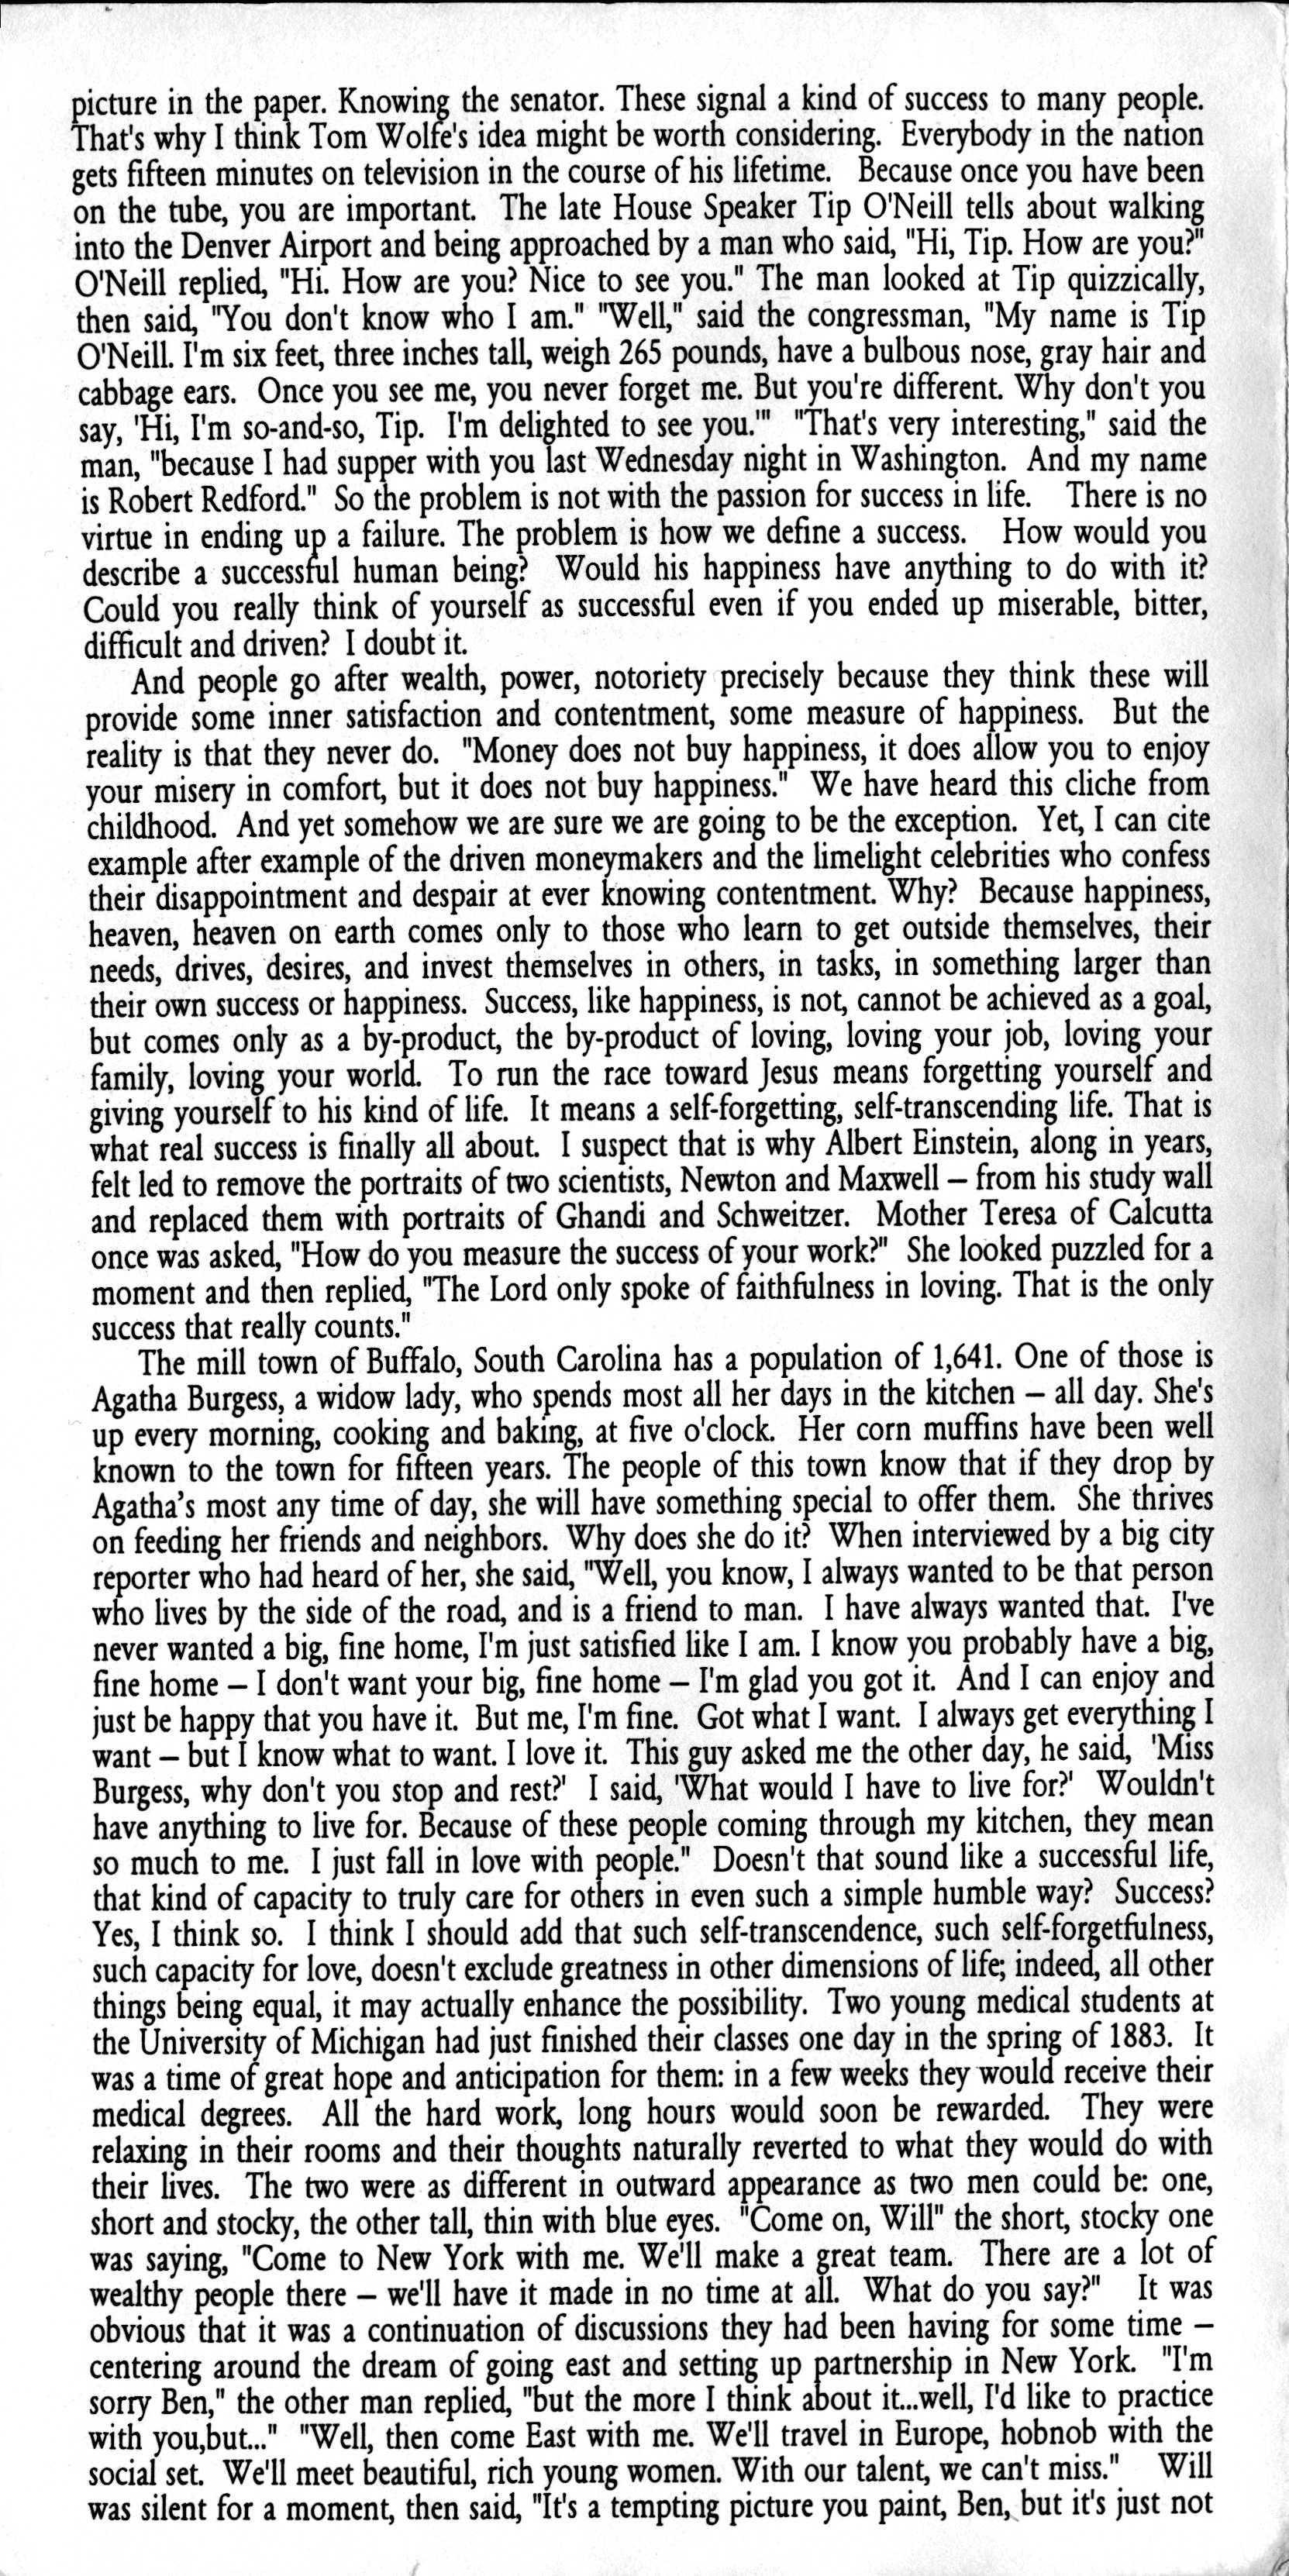 picture in the paper. Knowing the senator. These signal a kind of success to many people.
That's why I think Tom Wolfe's idea might be worth considering. Everybody in the nation
gets fifteen minutes on television in the course of his lifetime. Because once you have been
on the tube, you are important. The late House Speaker Tip O'Neill tells about walking
into the Denver Airport and being approached by a man who said, "Hi, Tip. How are you?"
O'Neill replied, "Hi. How are you? Nice to see you." The man looked at Tip quizzically,
then said, "You don't know who I am." "Well," said the congressman, "My name is Tip
O'Neill. I'm six feet, three inches tall, weigh 265 pounds, have a bulbous nose, gray hair and
cabbage ears. Once you see me, you never forget me. But you're different. Why don't you
say, 'Hi, I'm so-and-so, Tip. I'm delighted to see you.'" "That's very interesting," said the
man, "because I had supper with you last Wednesday night in Washington. And my name
is Robert Redford." So the problem is not with the passion for success in life. There is no
virtue in ending up a failure. The problem is how we define a success. How would you
describe a successful human being? Would his happiness have anything to do with it?
Could you really think of yourself as successful even if you ended up miserable, bitter,
difficult and driven? I doubt it.
And people go after wealth, power, notoriety precisely because they think these will
provide some inner satisfaction and contentment, some measure of happiness. But the
reality is that they never do. "Money does not buy happiness, it does allow you to enjoy
your misery in comfort, but it does not buy happiness." We have heard this cliche from
childhood. And yet somehow we are sure we are going to be the exception. Yet, I can cite
example after example of the driven moneymakers and the limelight celebrities who confess
their disappointment and despair at ever knowing contentment. Why? Because happiness,
heaven, heaven on earth comes only to those who learn to get outside themselves, their
needs, drives, desires, and invest themselves in others, in tasks, in something larger than
their own success or happiness. Success, like happiness, is not, cannot be achieved as a goal,
but comes only as a by-product, the by-product of loving, loving your job, loving your
family, loving your world. To run the race toward Jesus means forgetting yourself and
giving yourself to his kind of life. It means a self-forgetting, self-transcending life. That is
what real success is finally all about. I suspect that is why Albert Einstein, along in years,
felt led to remove the portraits of two scientists, Newton and Maxwell – from his study wall
and replaced them with portraits of Ghandi and Schweitzer. Mother Teresa of Calcutta
once was asked, "How do you measure the success of your work?" She looked puzzled for a
moment and then replied, "The Lord only spoke of faithfulness in loving. That is the only
success that really counts."
The mill town of Buffalo, South Carolina has a population of 1,641. One of those is
Agatha Burgess, a widow lady, who spends most all her days in the kitchen – all day. She's
up every morning, cooking and baking, at five o'clock. Her corn muffins have been well
known to the town for fifteen years. The people of this town know that if they drop by
Agatha's most any time of day, she will have something special to offer them. She thrives
on feeding her friends and neighbors. Why does she do it? When interviewed by a big city
reporter who had heard of her, she said, "Well, you know, I always wanted to be that person
who lives by the side of the road, and is a friend to man. I have always wanted that. I've
never wanted a big, fine home, I'm just satisfied like I am. I know you probably have a big,
fine home – I don't want your big, fine home – I'm glad you got it. And I can enjoy and
just be happy that you have it. But me, I'm fine. Got what I want. I always get everything I
want – but I know what to want. I love it. This guy asked me the other day, he said, 'Miss
Burgess, why don't you stop and rest?' I said, 'What would I have to live for?' Wouldn't
have anything to live for. Because of these people coming through my kitchen, they mean
so much to me. I just fall in love with people." Doesn't that sound like a successful life,
that kind of capacity to truly care for others in even such a simple humble way? Success?
Yes, I think so. I think I should add that such self-transcendence, such self-forgetfulness,
such capacity for love, doesn't exclude greatness in other dimensions of life; indeed, all other
things being equal, it may actually enhance the possibility. Two young medical students at
the University of Michigan had just finished their classes one day in the spring of 1883. It
was a time of great hope and anticipation for them: in a few weeks they would receive their
medical degrees. All the hard work, long hours would soon be rewarded. They were
relaxing in their rooms and their thoughts naturally reverted to what they would do with
their lives. The two were as different in outward appearance as two men could be: one,
short and stocky, the other tall, thin with blue eyes. "Come on, Will" the short, stocky one
was saying, "Come to New York with me. We'll make a great team. There are a lot of
wealthy people there – we'll have it made in no time at all. What do you say?" It was
obvious that it was a continuation of discussions they had been having for some time –
centering around the dream of going east and setting up partnership in New York. "I'm
sorry Ben," the other man replied, "but the more I think about it...well, I'd like to practice
with you,but..." "Well, then come East with me. We'll travel in Europe, hobnob with the
social set. We'll meet beautiful, rich young women. With our talent, we can't miss." Will
was silent for a moment, then said, "It's a tempting picture you paint, Ben, but it's just not